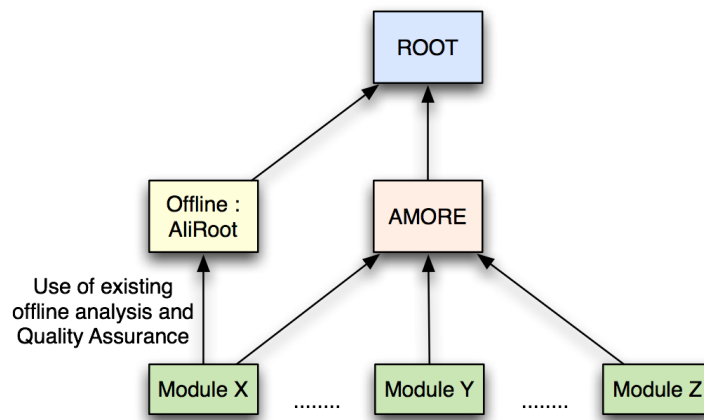 ROOT
Offline :
AliRoot
AMORE
Use of existing
offline analysis and
Quality Assurance
Module X
........
Module Y
........
Module Z